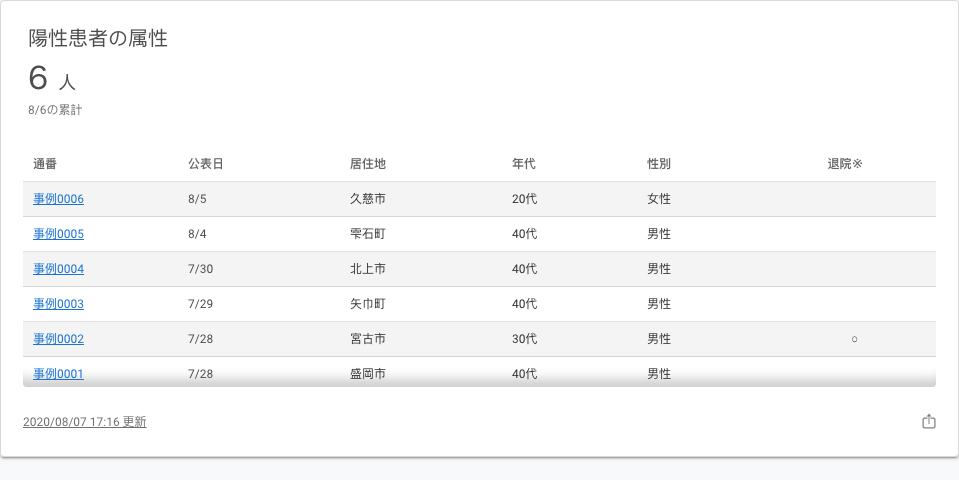 陽性患者の属性
6 人
8/6の累計
通番 公表日 居住地 年代 性別 退院※
事例0006 8/5 久慈市 20代 女性
事例0005 8/4 雫石町 40代 男性
事例0004 7/30 北上市 40代 男性
事例0003 7/29 矢巾町 40代 男性
事例0002 7/28 宮古市 30代 男性 ○
事例0001 7/28 盛岡市 40代 男性
2020/08/07 17:16 更新